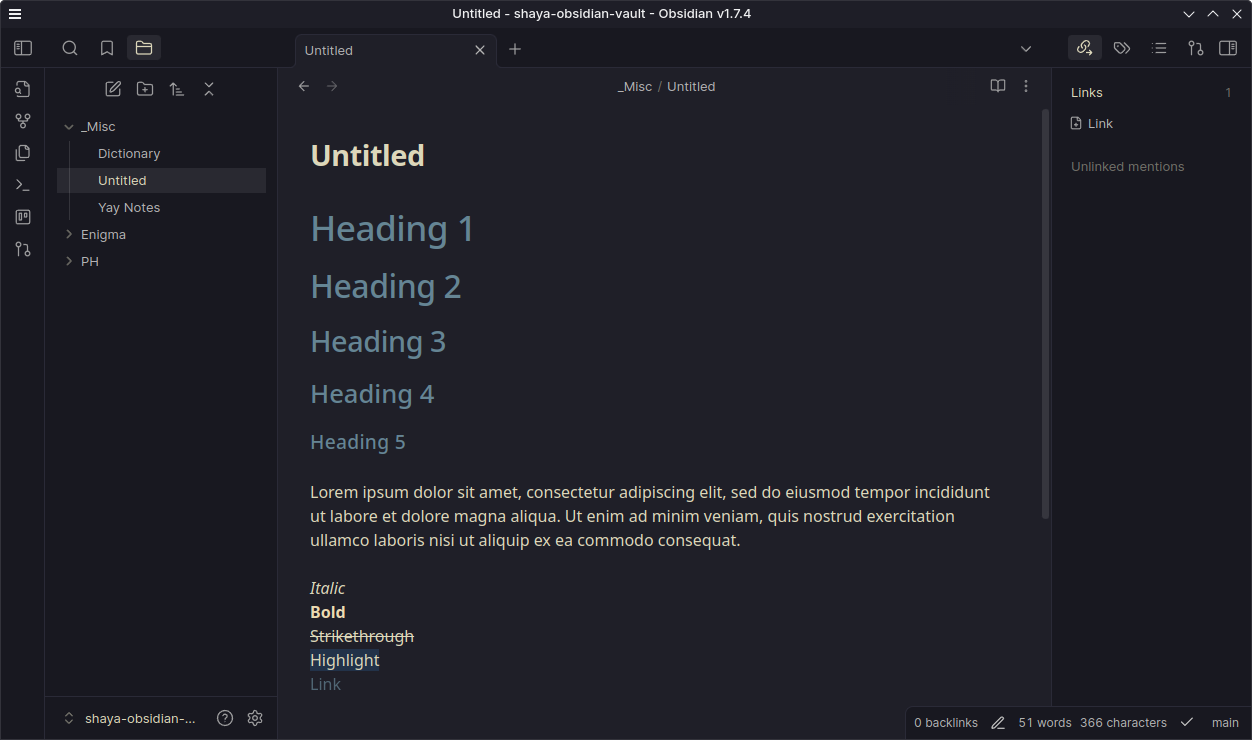 Untitled - shaya-obsidian-vault - Obsidian v1.7.4
Untitled
_Misc / Untitled
_Misc
Dictionary
Untitled
Yay Notes
Enigma
PH
shaya-obsidian-...
Untitled
Heading 1
Heading 2
Heading 3
Heading 4
Heading 5
Lorem ipsum dolor sit amet, consectetur adipiscing elit, sed do eiusmod tempor incididunt
ut labore et dolore magna aliqua. Ut enim ad minim veniam, quis nostrud exercitation
ullamco laboris nisi ut aliquip ex ea commodo consequat.
Italic
Bold
Strikethrough
Highlight
Link
Links 1
Link
Unlinked mentions
0 backlinks 51 words 366 characters main